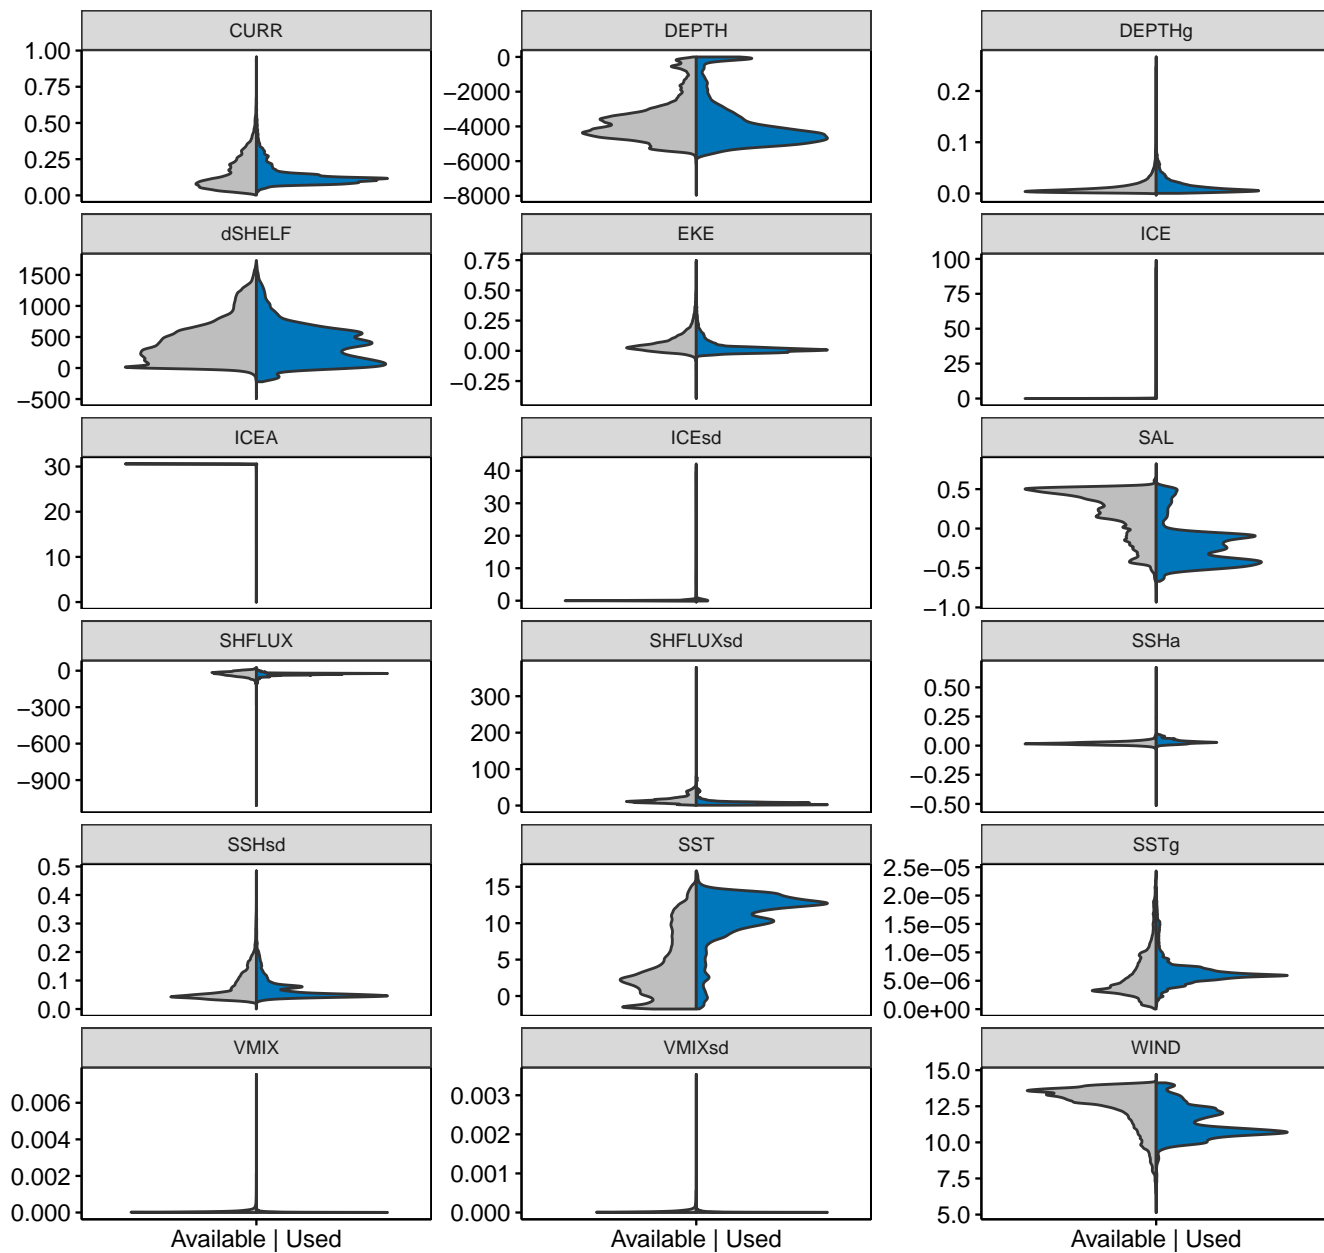 CURR
DEPTH
DEPTHg
1.00
0.75
0.50
0.25
0.00
0
−2000
−4000
−6000
−8000
0.2
0.1
0.0
dSHELF
EKE
ICE
1500
1000
500
0
−500
0.75
0.50
0.25
0.00
−0.25
100
75
50
25
0
ICEA
ICEsd
SAL
30
20
10
0
40
30
20
10
0
0.5
0.0
−0.5
−1.0
SHFLUX
SHFLUXsd
SSHa
0
−300
−600
−900
300
200
100
0
0.50
0.25
0.00
−0.25
−0.50
SSHsd
SST
SSTg
0.5
0.4
0.3
0.2
0.1
0.0
15
10
5
0
2.5e−05
2.0e−05
1.5e−05
1.0e−05
5.0e−06
0.0e+00
VMIX
VMIXsd
WIND
0.006
0.004
0.002
0.000
0.003
0.002
0.001
0.000
15.0
12.5
10.0
7.5
5.0
Available | Used
Available | Used
Available | Used